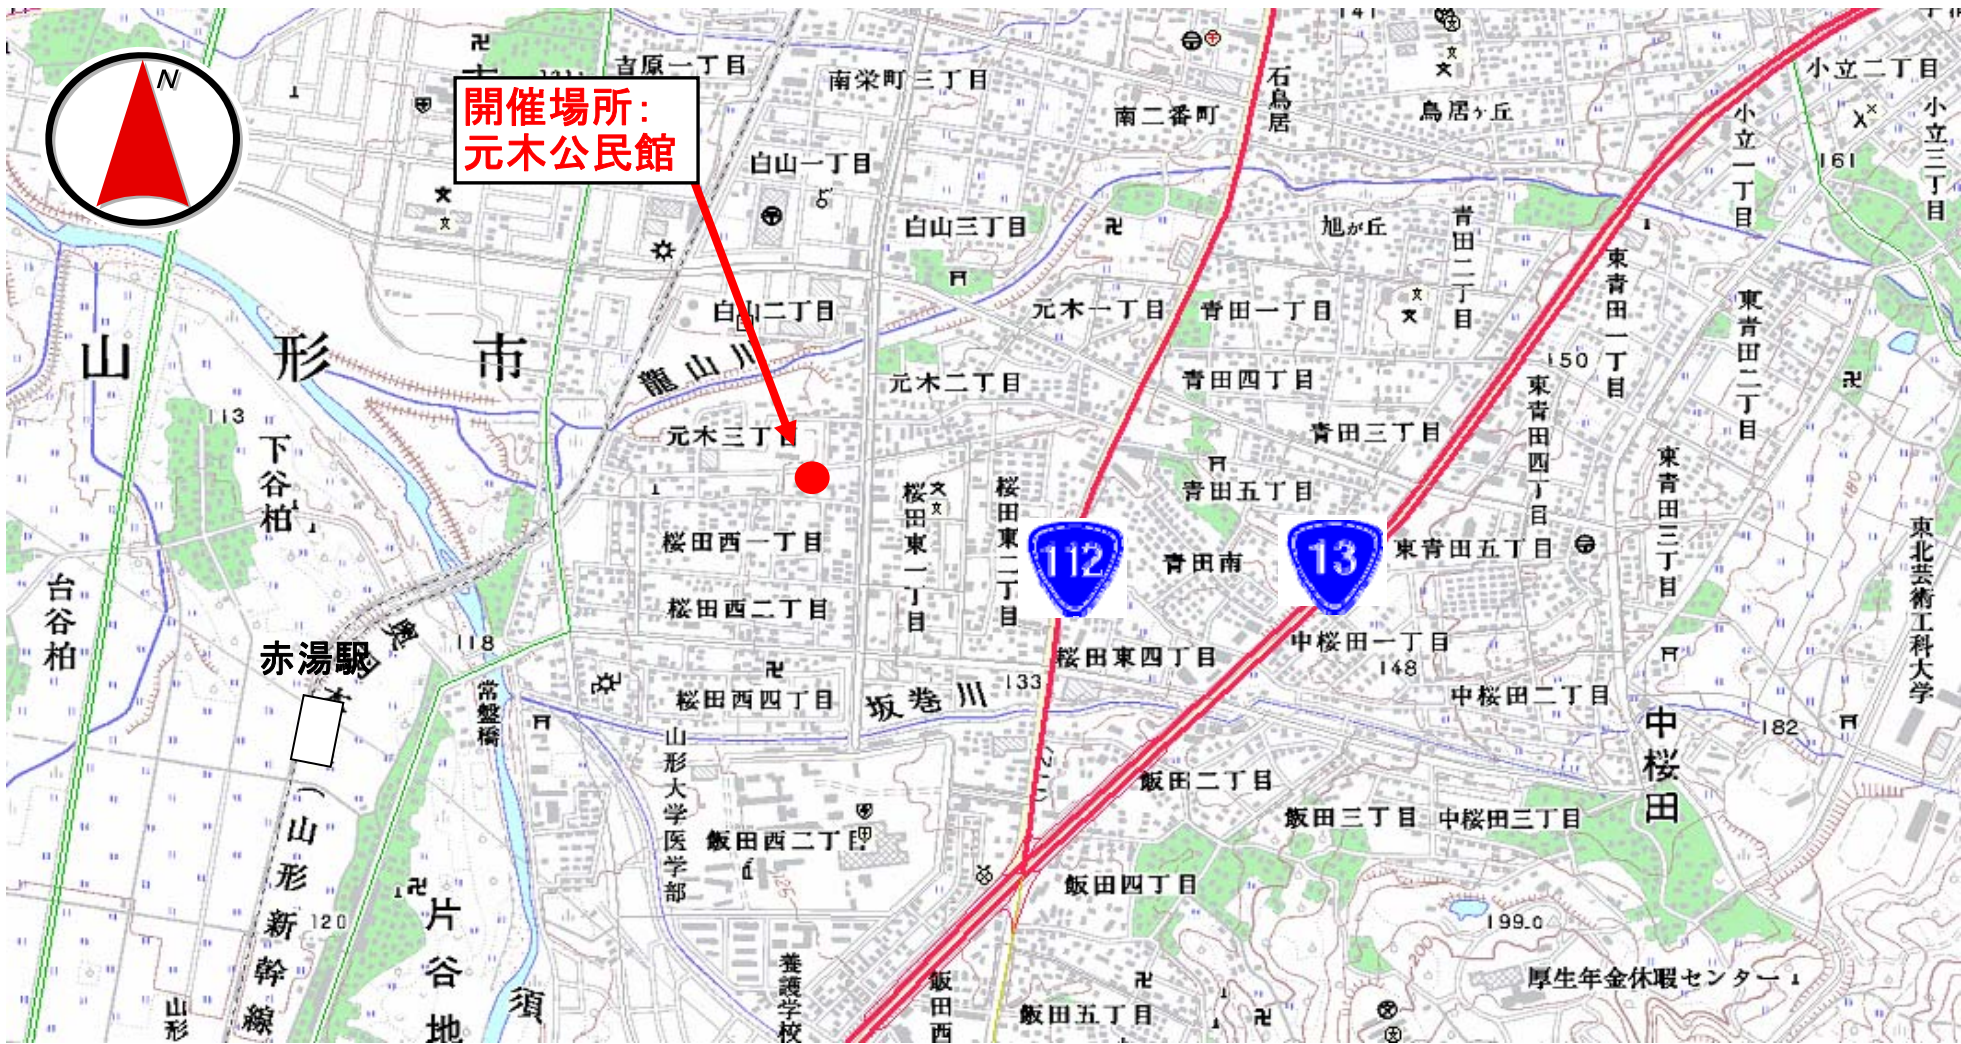 N
開催場所:
元木公民館
吉原一丁目
南栄町三丁目
141
石鳥居
南二番町
鳥居ヶ丘
小立二丁目
小立一丁目
小立三丁目
161
白山一丁目
白山三丁目
旭が丘
青田二丁目
東青田一丁目
東青田二丁目
白山二丁目
元木一丁目
青田一丁目
山形市
龍山川
元木二丁目
青田四丁目
150
東青田四丁目
113
下谷柏
元木三丁目
青田三丁目
東青田三丁目
180
桜田東一丁目
桜田東二丁目
青田五丁目
東北芸術工科大学
桜田西一丁目
112
青田南
13
東青田五丁目
台谷柏
桜田西二丁目
赤湯駅
奥羽本
118
中桜田一丁目
148
桜田東四丁目
常盤橋
桜田西四丁目
坂巻川
133
中桜田二丁目
中桜田
182
山形大学医学部
飯田二丁目
飯田三丁目
中桜田三丁目
(山形新幹線
飯田西二丁目
125
飯田四丁目
120
片谷地
199.0
200
養護学校
飯田西
厚生年金休暇センター
須
飯田五丁目
山形